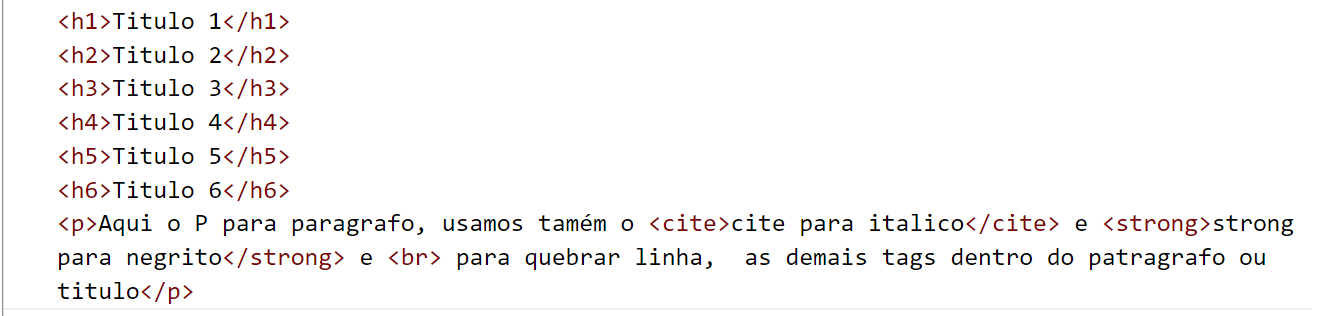 <h1>Titulo 1</h1>
<h2>Titulo 2</h2>
<h3>Titulo 3</h3>
<h4>Titulo 4</h4>
<h5>Titulo 5</h5>
<h6>Titulo 6</h6>
<p>Aqui o P para paragrafo, usamos tamém o <cite>cite para italico</cite> e <strong>strong
para negrito</strong> e <br> para quebrar linha,  as demais tags dentro do patragrafo ou
titulo</p>